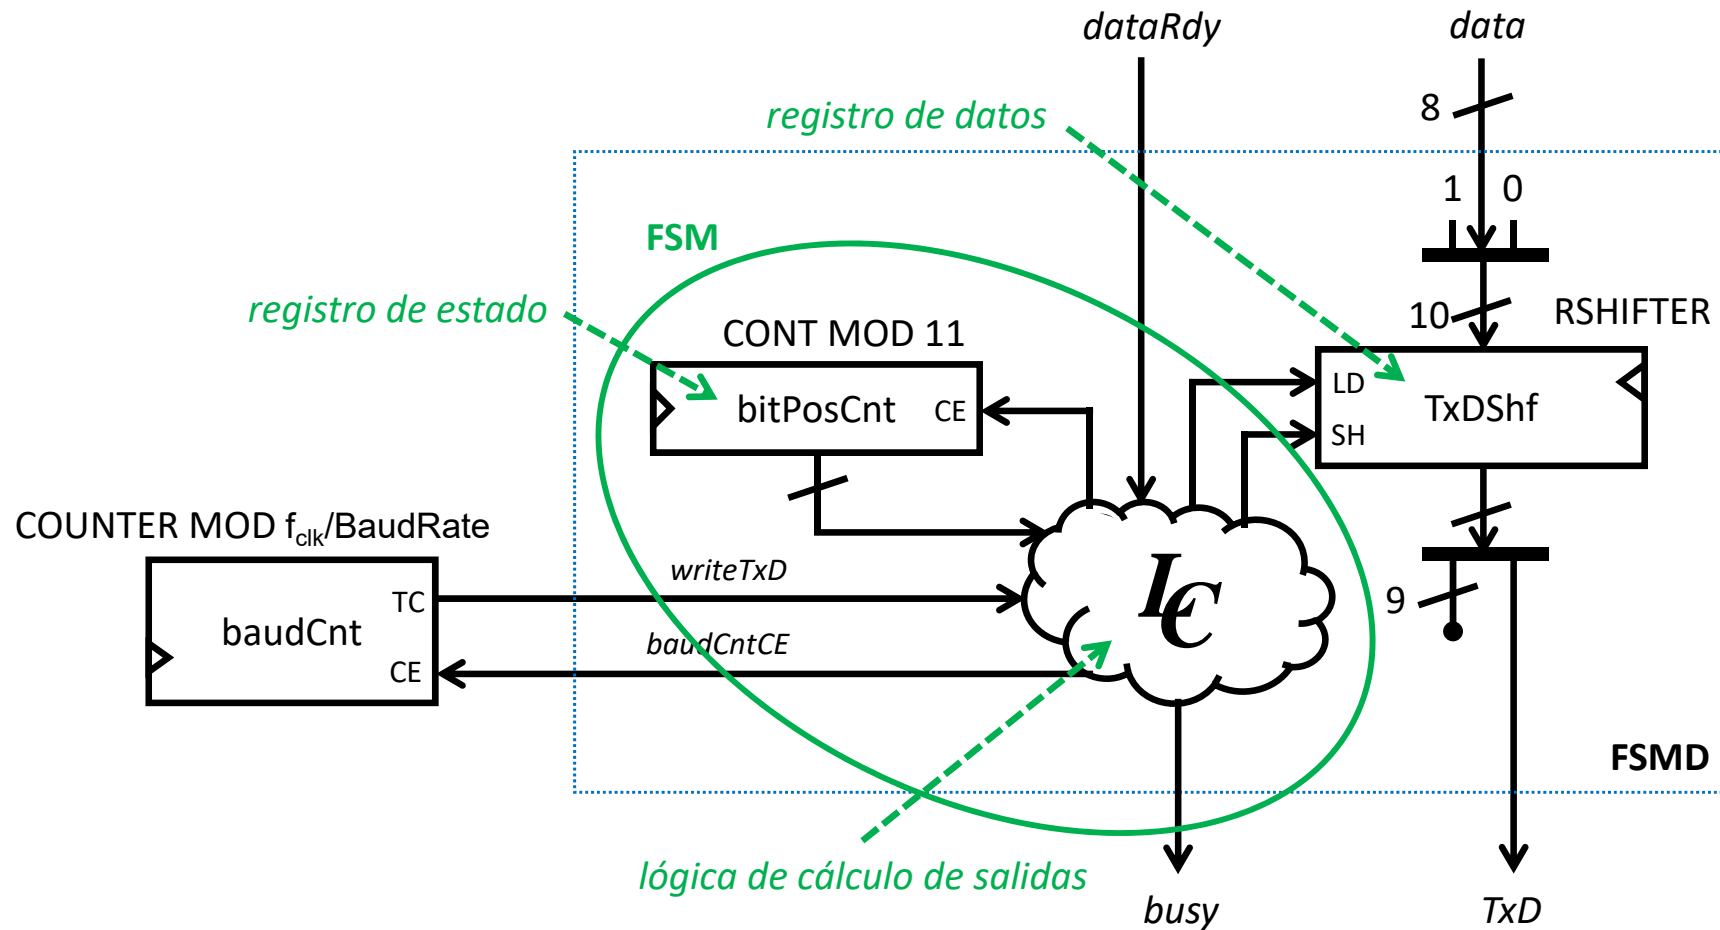 dataRdy
data
8
registro de datos
1 0
FSM
registro de estado
10
RSHIFTER
CONT MOD 11
bitPosCnt
CE
LD
SH
TxDShf
COUNTER MOD fclk/BaudRate
writeTxD
LC
9
TC
baudCnt
CE
baudCntCE
FSMD
lógica de cálculo de salidas
busy
TxD